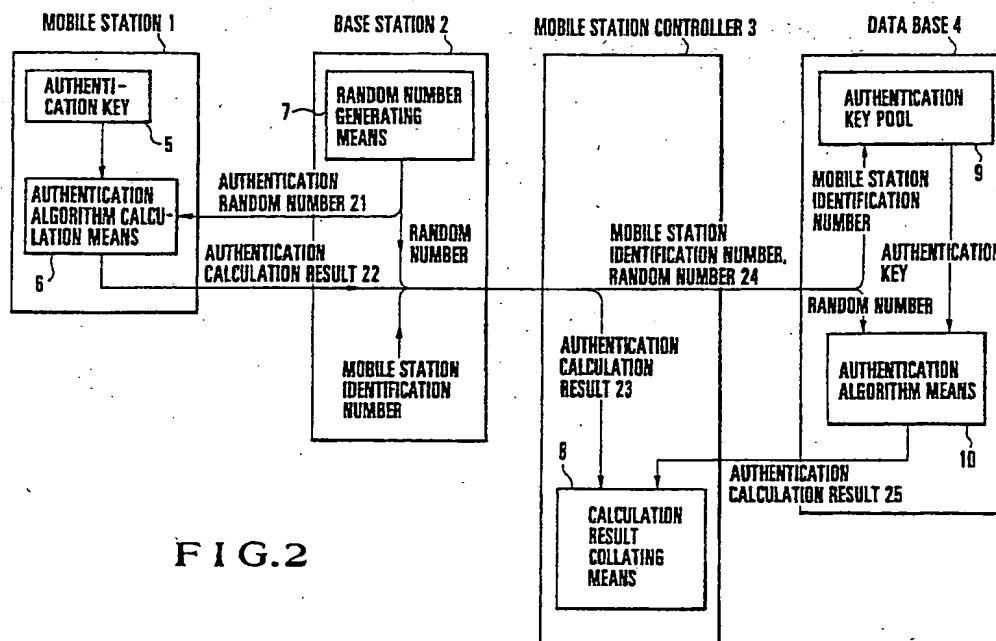 MOBILE STATION 1
BASE STATION 2
MOBILE STATION CONTROLLER 3
DATA BASE 4
AUTHENTI-
CATION KEY
5
AUTHENTICATION
ALGORITHM CALCU-
LATION MEANS
6
7
RANDOM NUMBER
GENERATING
MEANS
AUTHENTICATION
RANDOM NUMBER 21
RANDOM
NUMBER
AUTHENTICATION
CALCULATION RESULT 22
MOBILE STATION
IDENTIFICATION
NUMBER
MOBILE STATION
IDENTIFICATION NUMBER,
RANDOM NUMBER 24
AUTHENTICATION
CALCULATION
RESULT 23
8
CALCULATION
RESULT
COLLATING
MEANS
AUTHENTICATION
KEY POOL
9
MOBILE STATION
IDENTIFICATION
NUMBER
AUTHENTICATION
KEY
RANDOM NUMBER
AUTHENTICATION
ALGORITHM MEANS
10
AUTHENTICATION
CALCULATION RESULT 25
FIG.2